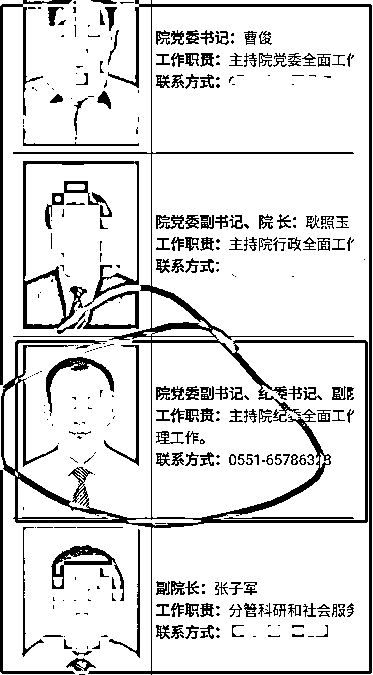 院党委书记：曹俊
工作职责：主持院党委全面工作
联系方式：
院党委副书记、院 长：耿照玉
工作职责：主持院行政全面工作
联系方式：
院党委副书记、纪委书记、副院
工作职责：主持院纪委全面工作
理工作。
联系方式：0551-657863
副院长：张子军
工作职责：分管科研和社会服务
联系方式：